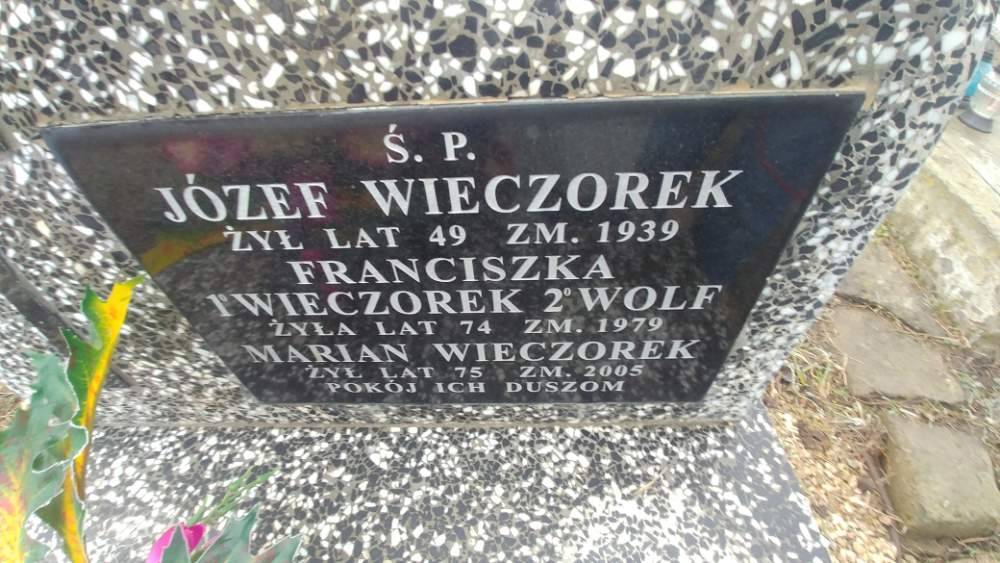 Ś. P.
JÓZEF WIECZOREK
ŻYŁ LAT 49 ZM. 1939
FRANCISZKA
1° WIECZOREK 2° WOLF
ŻYŁA LAT 74 ZM. 1979
MARIAN WIECZOREK
ŻYŁ LAT 75 ZM. 2005
POKÓJ ICH DUSZOM